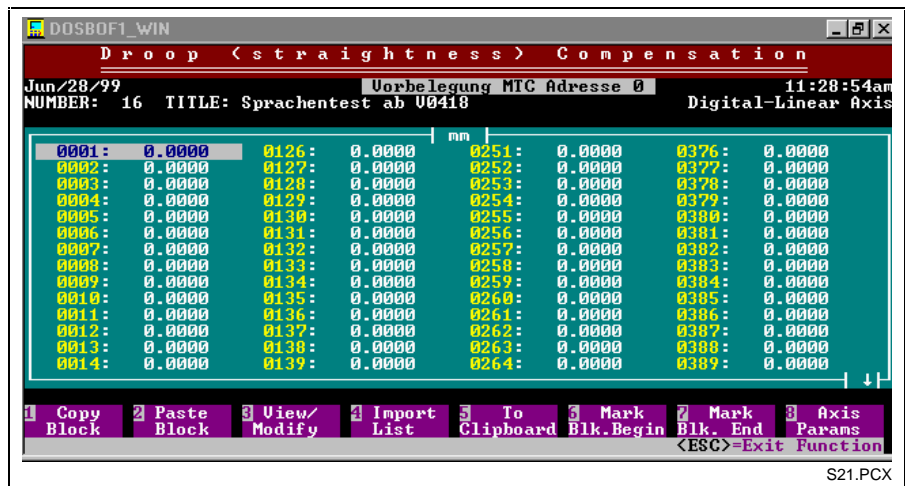 DOSBOF1_WIN
Droop (straightness) Compensation
Jun/28/99 Vorbelegung MTC Adresse 0 11:28:54am
NUMBER: 16 TITLE: Sprachentest ab V0418 Digital-Linear Axis
mm
0001: 0.0000 0126: 0.0000 0251: 0.0000 0376: 0.0000
0002: 0.0000 0127: 0.0000 0252: 0.0000 0377: 0.0000
0003: 0.0000 0128: 0.0000 0253: 0.0000 0378: 0.0000
0004: 0.0000 0129: 0.0000 0254: 0.0000 0379: 0.0000
0005: 0.0000 0130: 0.0000 0255: 0.0000 0380: 0.0000
0006: 0.0000 0131: 0.0000 0256: 0.0000 0381: 0.0000
0007: 0.0000 0132: 0.0000 0257: 0.0000 0382: 0.0000
0008: 0.0000 0133: 0.0000 0258: 0.0000 0383: 0.0000
0009: 0.0000 0134: 0.0000 0259: 0.0000 0384: 0.0000
0010: 0.0000 0135: 0.0000 0260: 0.0000 0385: 0.0000
0011: 0.0000 0136: 0.0000 0261: 0.0000 0386: 0.0000
0012: 0.0000 0137: 0.0000 0262: 0.0000 0387: 0.0000
0013: 0.0000 0138: 0.0000 0263: 0.0000 0388: 0.0000
0014: 0.0000 0139: 0.0000 0264: 0.0000 0389: 0.0000
1 Copy 2 Paste 3 View/ 4 Import 5 To 6 Mark 7 Mark 8 Axis
Block Block Modify List Clipboard Blk.Begin Blk. End Params
<ESC>=Exit Function
S21.PCX